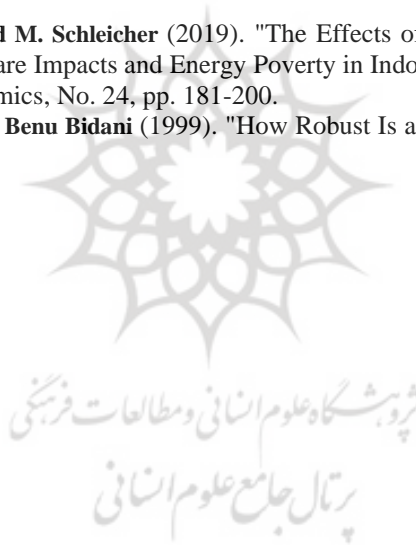 d M. Schleicher (2019). "The Effects of
are Impacts and Energy Poverty in Indo
mics, No. 24, pp. 181-200.
Benu Bidani (1999). "How Robust Is a
پژوهشگاه علوم انسانی و مطالعات فرهنگی
پرتال جامع علوم انسانی